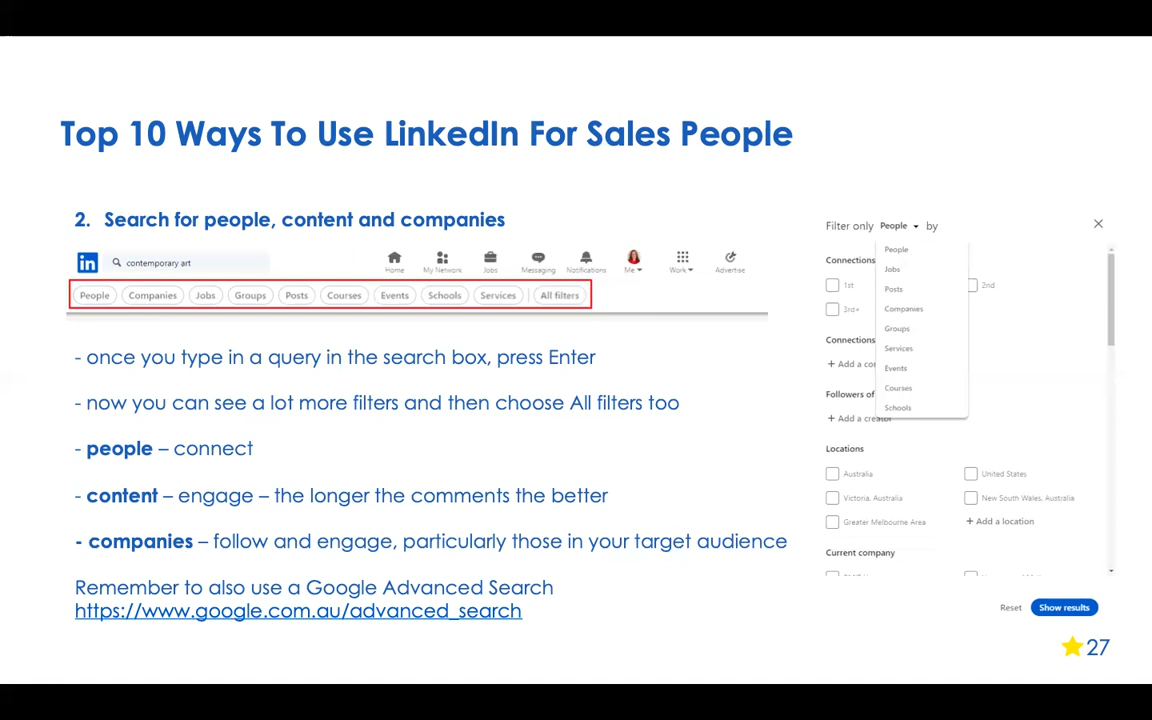 Top 10 Ways To Use LinkedIn For Sales People
2. Search for people, content and companies
in contemporary art Home My Network Jobs Messaging Notifications Me Work Advertise
People Companies Jobs Groups Posts Courses Events Schools Services All filters
- once you type in a query in the search box, press Enter
- now you can see a lot more filters and then choose All filters too
- people – connect
- content – engage – the longer the comments the better
- companies – follow and engage, particularly those in your target audience
Remember to also use a Google Advanced Search
https://www.google.com.au/advanced_search
Filter only People by
People
Jobs
Posts
Companies
Groups
Services
Events
Courses
Schools
Connections
1st 2nd
3rd+
Connections
+ Add a
Followers of
+ Add a creator
Locations
Australia United States
Victoria, Australia New South Wales, Australia
Greater Melbourne Area + Add a location
Current company
Reset Show results
27